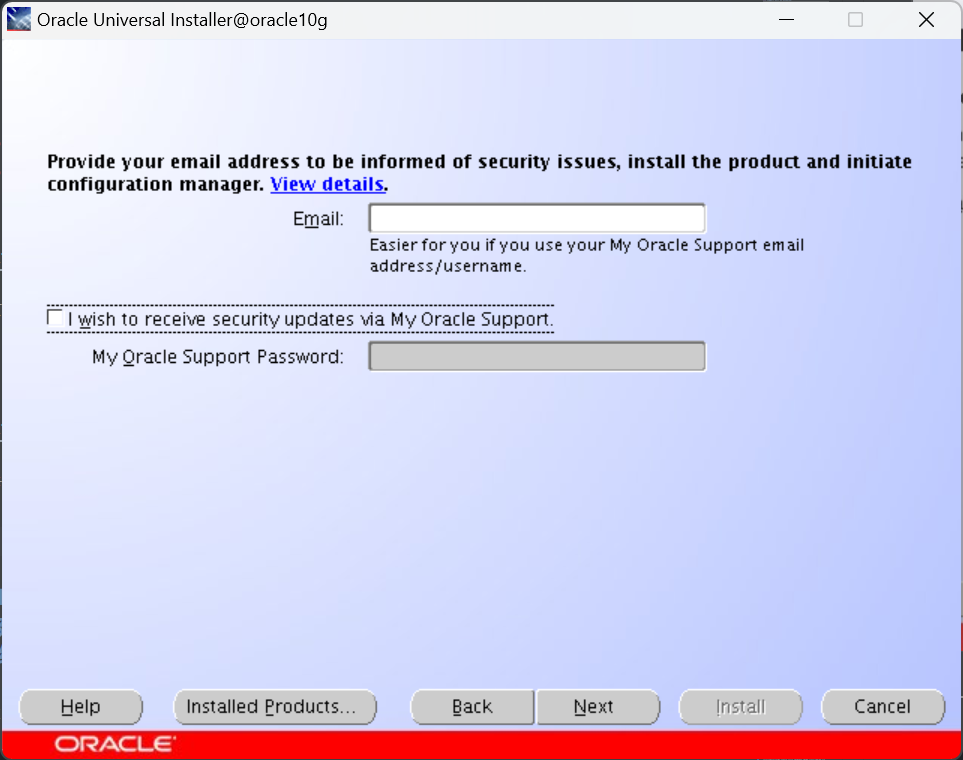 Oracle Universal Installer@oracle10g
Provide your email address to be informed of security issues, install the product and initiate
configuration manager. View details.
Email:
Easier for you if you use your My Oracle Support email
address/username.
I wish to receive security updates via My Oracle Support.
My Oracle Support Password:
Help Installed Products... Back Next Install Cancel
ORACLE